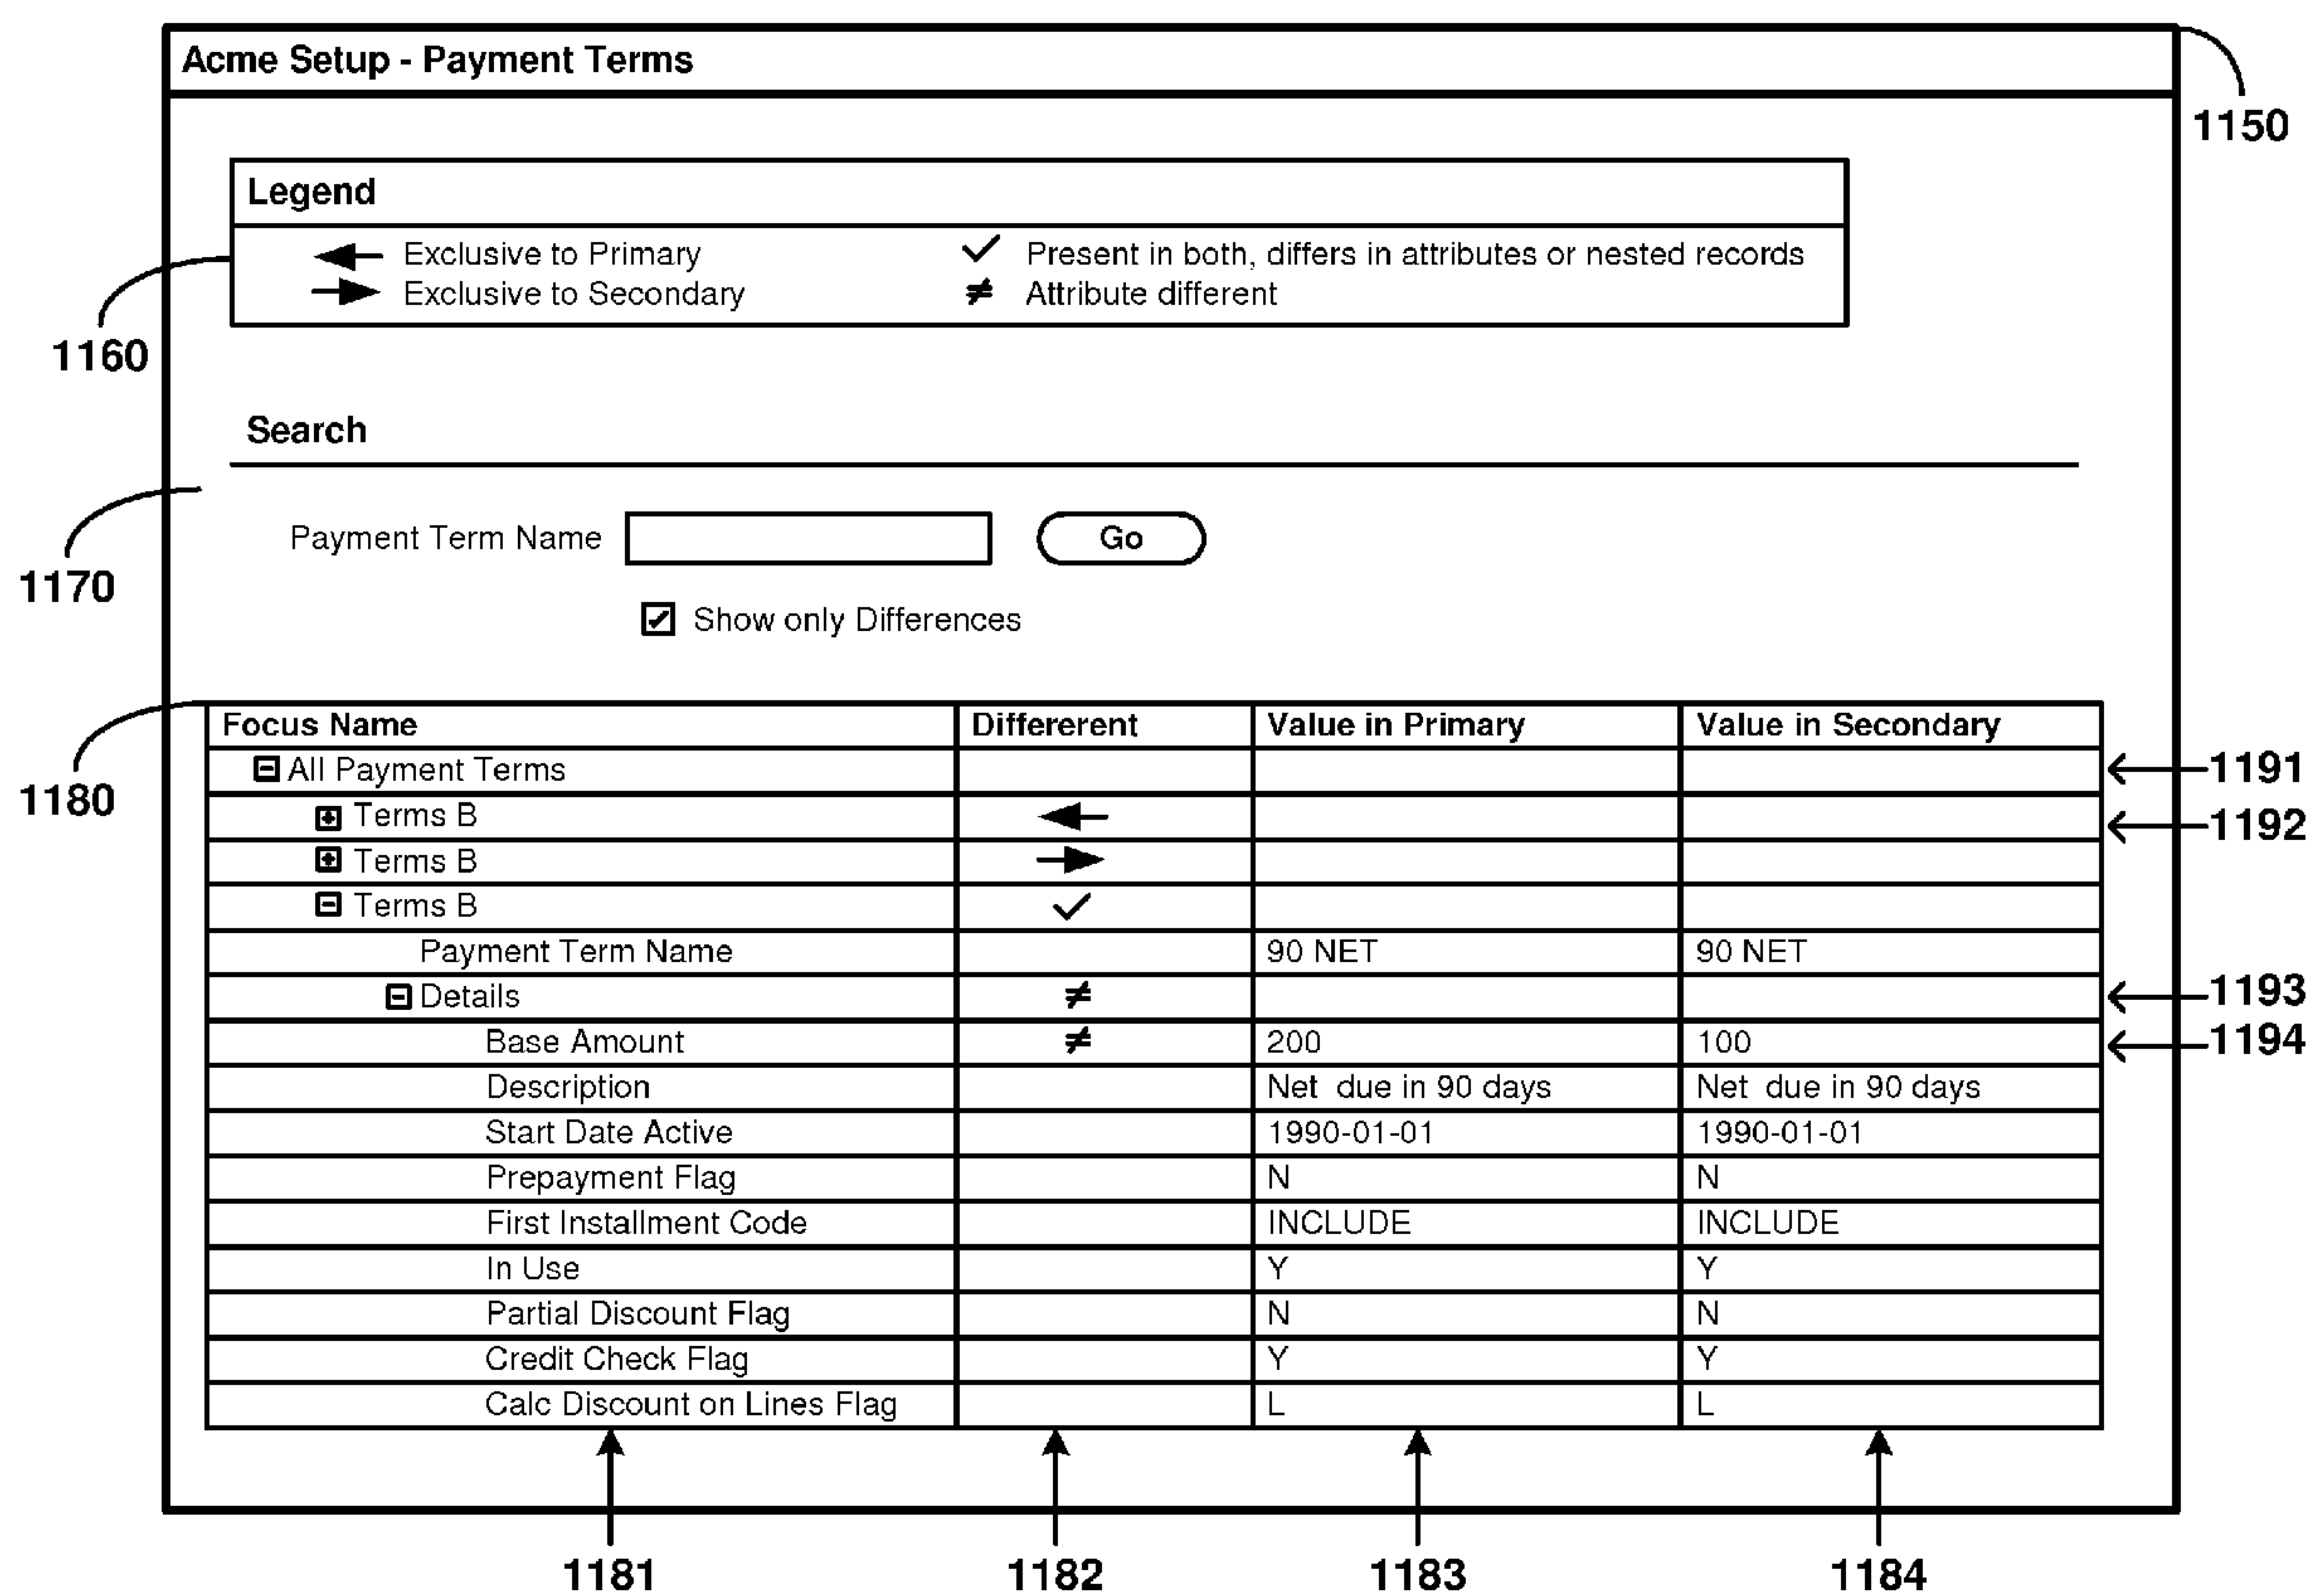 Acme Setup - Payment Terms
1150
Legend
Exclusive to Primary Present in both, differs in attributes or nested records
Exclusive to Secondary ≠ Attribute different
1160
Search
1170
Payment Term Name Go
Show only Differences
1180
Focus Name Differerent Value in Primary Value in Secondary
All Payment Terms 1191
Terms B 1192
Terms B
Terms B
Payment Term Name 90 NET 90 NET
Details ≠ 1193
Base Amount ≠ 200 100 1194
Description Net due in 90 days Net due in 90 days
Start Date Active 1990-01-01 1990-01-01
Prepayment Flag N N
First Installment Code INCLUDE INCLUDE
In Use Y Y
Partial Discount Flag N N
Credit Check Flag Y Y
Calc Discount on Lines Flag L L
1181 1182 1183 1184